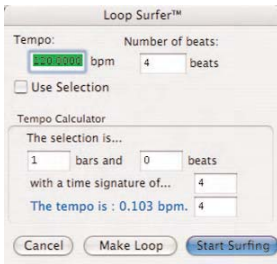 Loop Surfer™
Tempo: Number of beats:
120.0000 bpm 4 beats
Use Selection
Tempo Calculator
The selection is...
1 bars and 0 beats
with a time signature of... 4
The tempo is : 0.103 bpm. 4
Cancel Make Loop Start Surfing